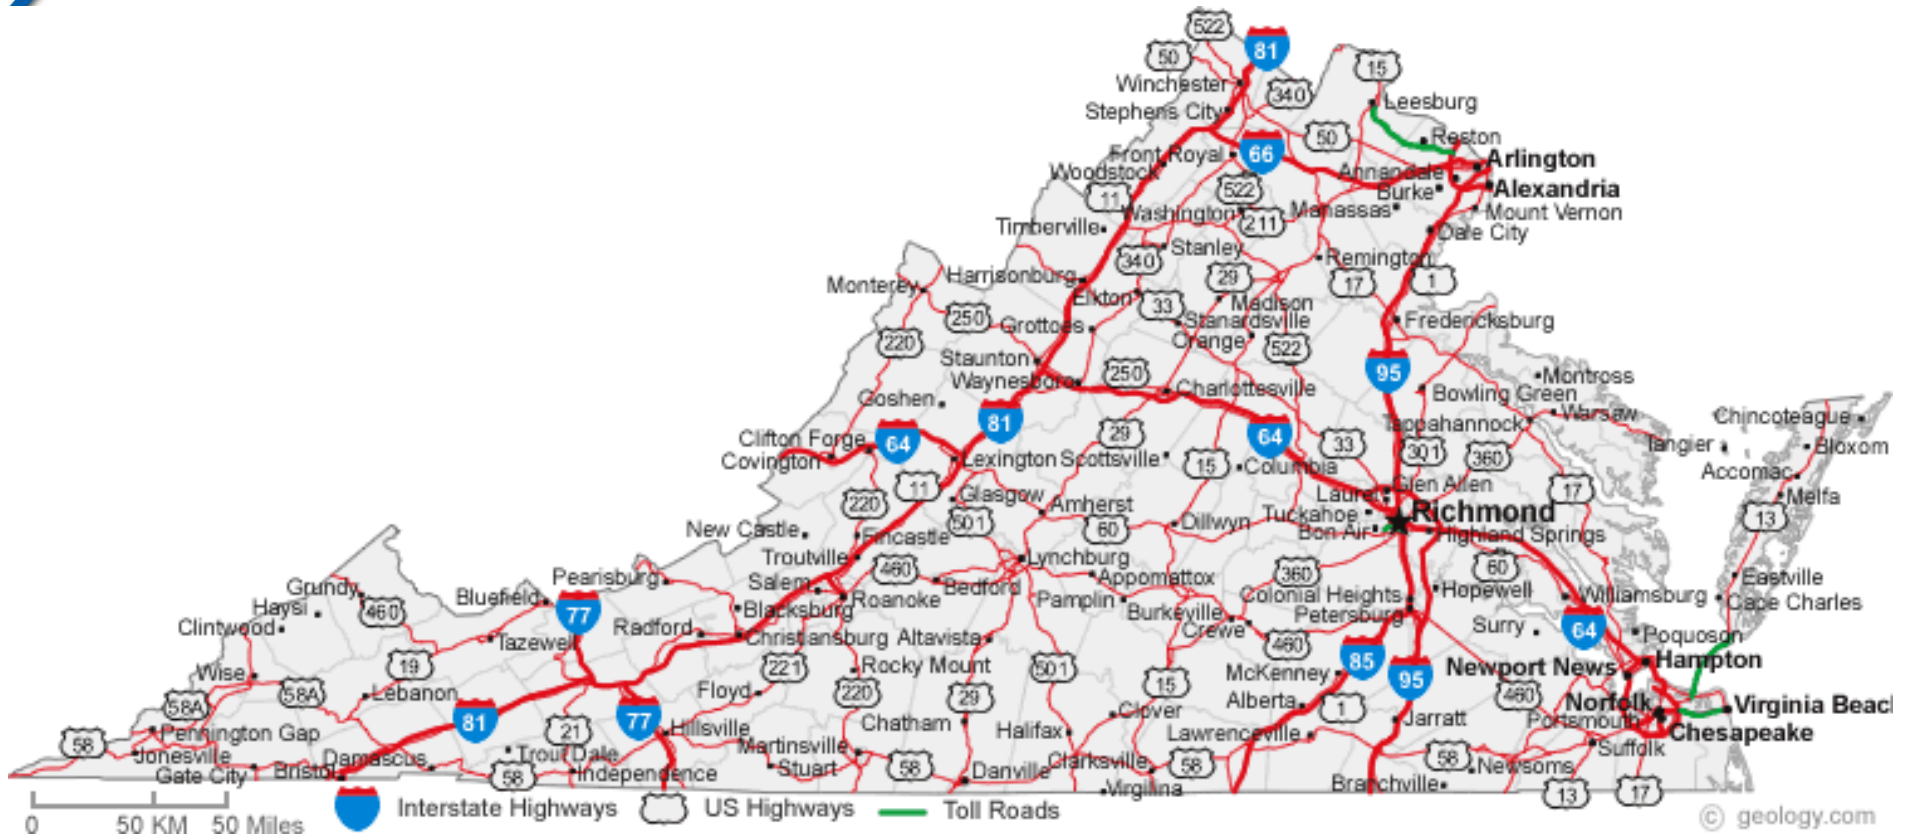 522
81
50
15
Winchester
340
Leesburg
Stephens City
50
Reston
66
Front Royal
Arlington
Woodstock
Annandale
522
Burke
Alexandria
11
Washington
211
Manassas
Mount Vernon
Timberville
Dale City
Stanley
340
Remington
Monterey
Harrisonburg
29
17
1
Elkton
33
Madison
250
Grottoes
Stanardsville
Fredericksburg
220
Orange
522
Staunton
95
Waynesboro
250
Charlottesville
Montross
Goshen
Bowling Green
81
Warsaw
Chincoteague
Tappahannock
Clifton Forge
64
29
64
33
301
360
Tangier
Bloxom
Covington
Lexington
Scottsville
15
Columbia
Accomac
11
Glen Allen
17
Laurel
Melfa
220
Glasgow
Amherst
Richmond
Tuckahoe
13
New Castle
501
60
Dillwyn
Bon Air
Highland Springs
Fincastle
Troutville
Lynchburg
460
360
60
Pearisburg
Salem
Bedford
Appomattox
Eastville
Grundy
Bluefield
77
Roanoke
Pamplin
Colonial Heights
Hopewell
Williamsburg
Cape Charles
Haysi
460
Blacksburg
Burkeville
Petersburg
Clintwood
Radford
Christiansburg
Altavista
Crewe
Surry
64
Poquoson
Tazewell
460
85
19
221
Rocky Mount
501
McKenney
95
Newport News
Hampton
Wise
58A
Lebanon
Floyd
220
29
15
Alberta
1
460
Norfolk
Virginia Beac
58A
81
77
Clover
Jarratt
Portsmouth
Pennington Gap
21
Hillsville
Chatham
Halifax
Lawrenceville
Chesapeake
58
Jonesville
Damascus
Trout Dale
Martinsville
58
Clarksville
58
58
Suffolk
Gate City
Bristol
58
Independence
Stuart
Danville
Newsoms
Virgilina
Branchville
13
17
Interstate Highways
US Highways
Toll Roads
0
50 KM
50 Miles
© geology.com